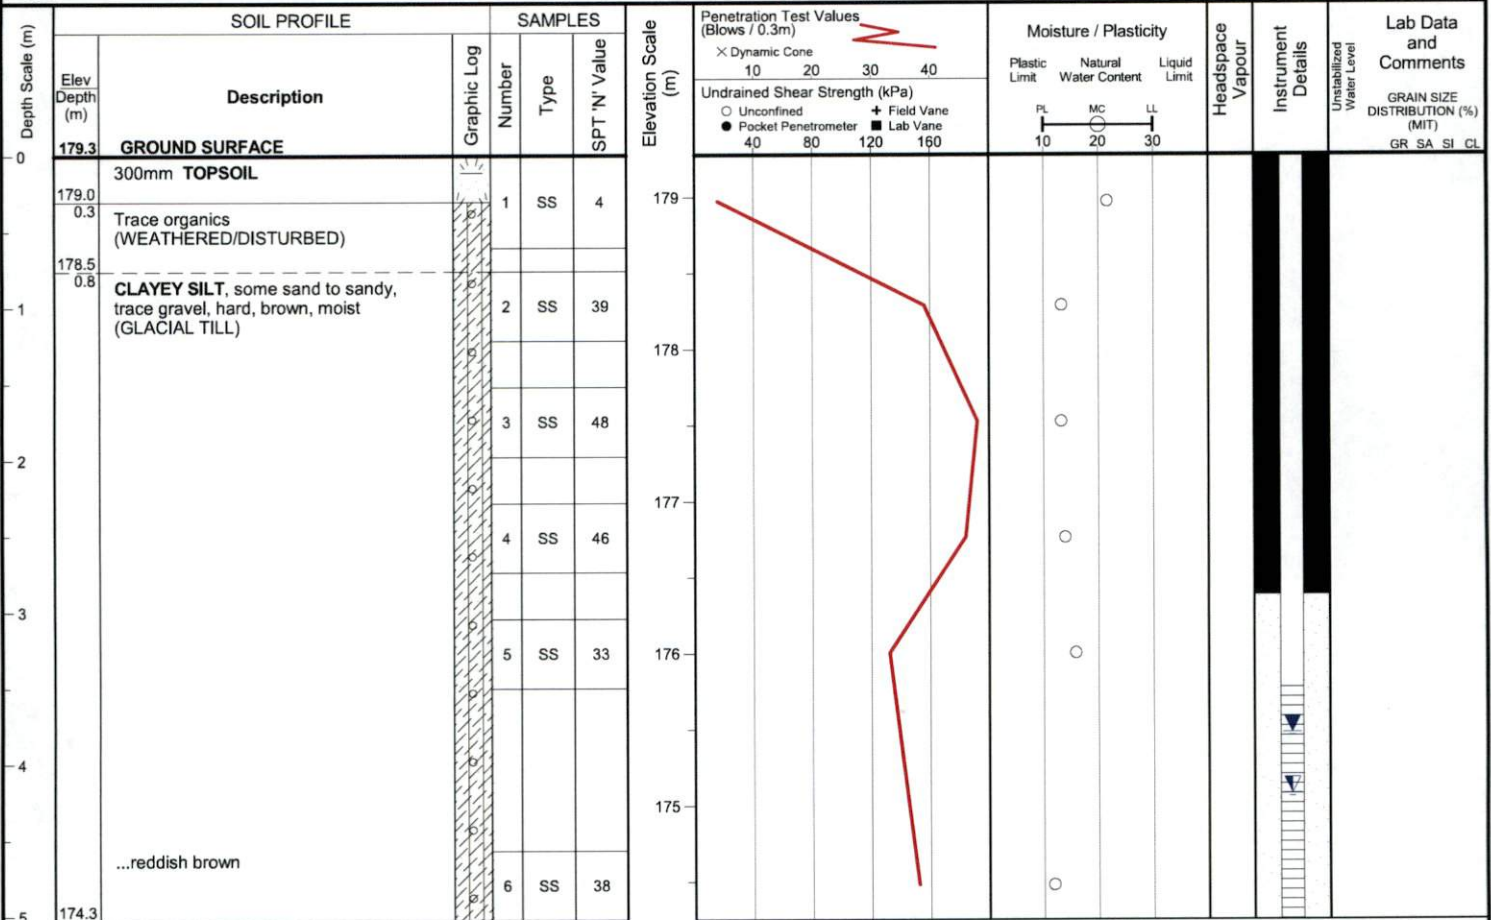 Depth Scale (m)
SOIL PROFILE
Elev
Depth
(m)
Description
179.3 GROUND SURFACE
Graphic Log
SAMPLES
Number
Type
SPT 'N' Value
Elevation Scale
(m)
Penetration Test Values
(Blows / 0.3m)
X Dynamic Cone
10 20 30 40
Undrained Shear Strength (kPa)
Unconfined + Field Vane
Pocket Penetrometer Lab Vane
40 80 120 160
Moisture / Plasticity
Plastic Natural Liquid
Limit Water Content Limit
PL MC LL
10 20 30
Headspace
Vapour
Instrument
Details
Unstabilized
Water Level
Lab Data
and
Comments
GRAIN SIZE
DISTRIBUTION (%)
(MIT)
GR SA SI CL
0
300mm TOPSOIL
179.0
0.3
1 SS 4
179
Trace organics
(WEATHERED/DISTURBED)
178.5
0.8
CLAYEY SILT, some sand to sandy,
trace gravel, hard, brown, moist
(GLACIAL TILL)
1
2 SS 39
178
3 SS 48
2
177
4 SS 46
3
5 SS 33
176
4
175
...reddish brown
6 SS 38
174.3
5